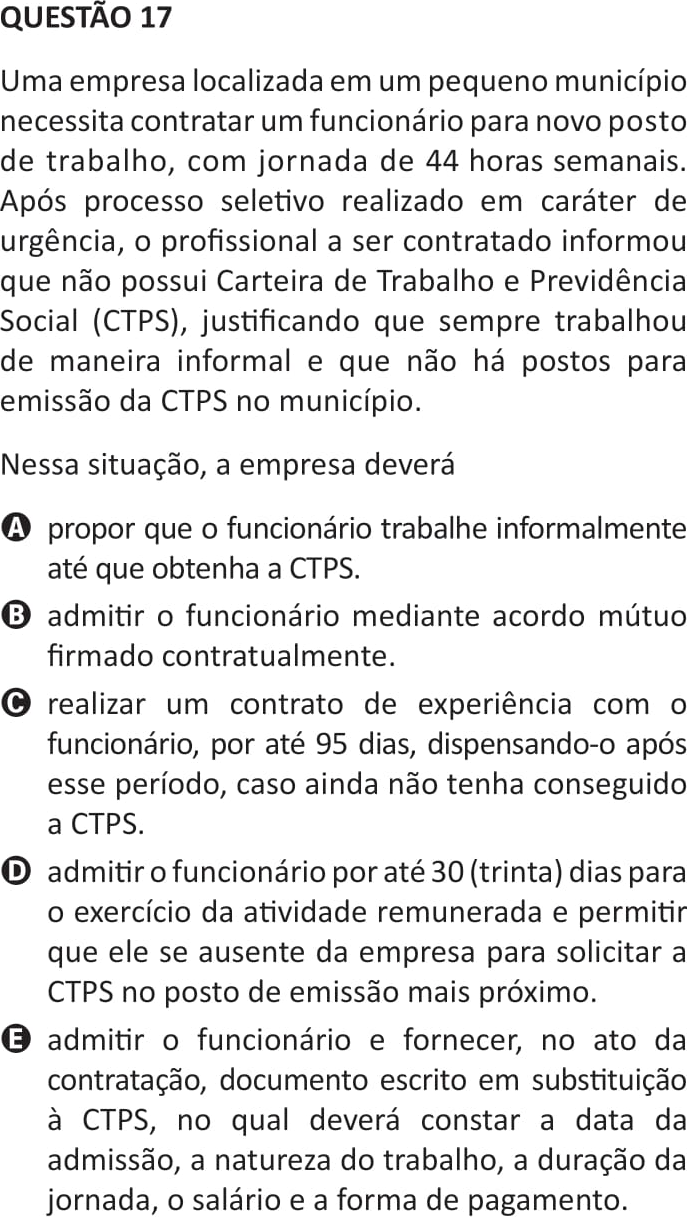 QUESTÃO 17
Uma empresa localizada em um pequeno município
necessita contratar um funcionário para novo posto
de trabalho, com jornada de 44 horas semanais.
Após processo seletivo realizado em caráter de
urgência, o profissional a ser contratado informou
que não possui Carteira de Trabalho e Previdência
Social (CTPS), justificando que sempre trabalhou
de maneira informal e que não há postos para
emissão da CTPS no município.
Nessa situação, a empresa deverá
A propor que o funcionário trabalhe informalmente
até que obtenha a CTPS.
B admitir o funcionário mediante acordo mútuo
firmado contratualmente.
C realizar um contrato de experiência com o
funcionário, por até 95 dias, dispensando-o após
esse período, caso ainda não tenha conseguido
a CTPS.
D admitir o funcionário por até 30 (trinta) dias para
o exercício da atividade remunerada e permitir
que ele se ausente da empresa para solicitar a
CTPS no posto de emissão mais próximo.
E admitir o funcionário e fornecer, no ato da
contratação, documento escrito em substituição
à CTPS, no qual deverá constar a data da
admissão, a natureza do trabalho, a duração da
jornada, o salário e a forma de pagamento.